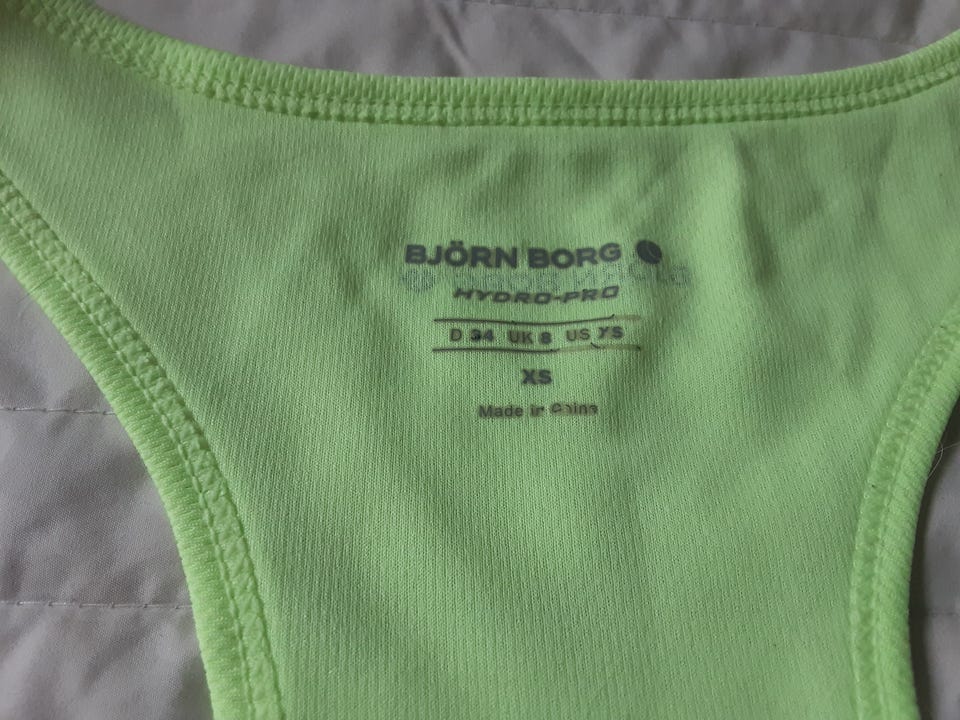 BJÖRN BORG
HYDRO-PRO
D 34 UK 8 US XS
XS
Made in China